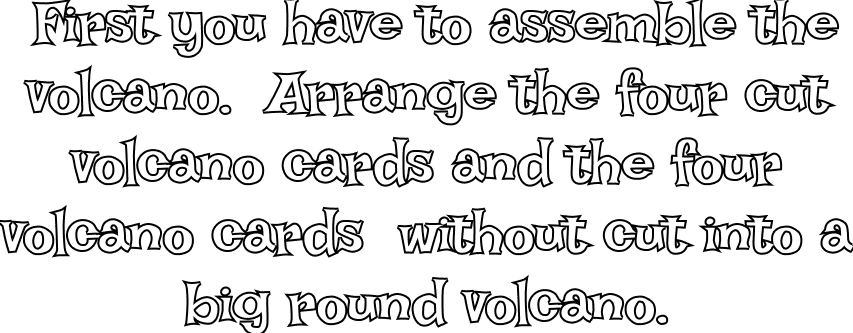 First you have to assemble the
volcano. Arrange the four cut
volcano cards and the four
volcano cards without cut into a
big round volcano.